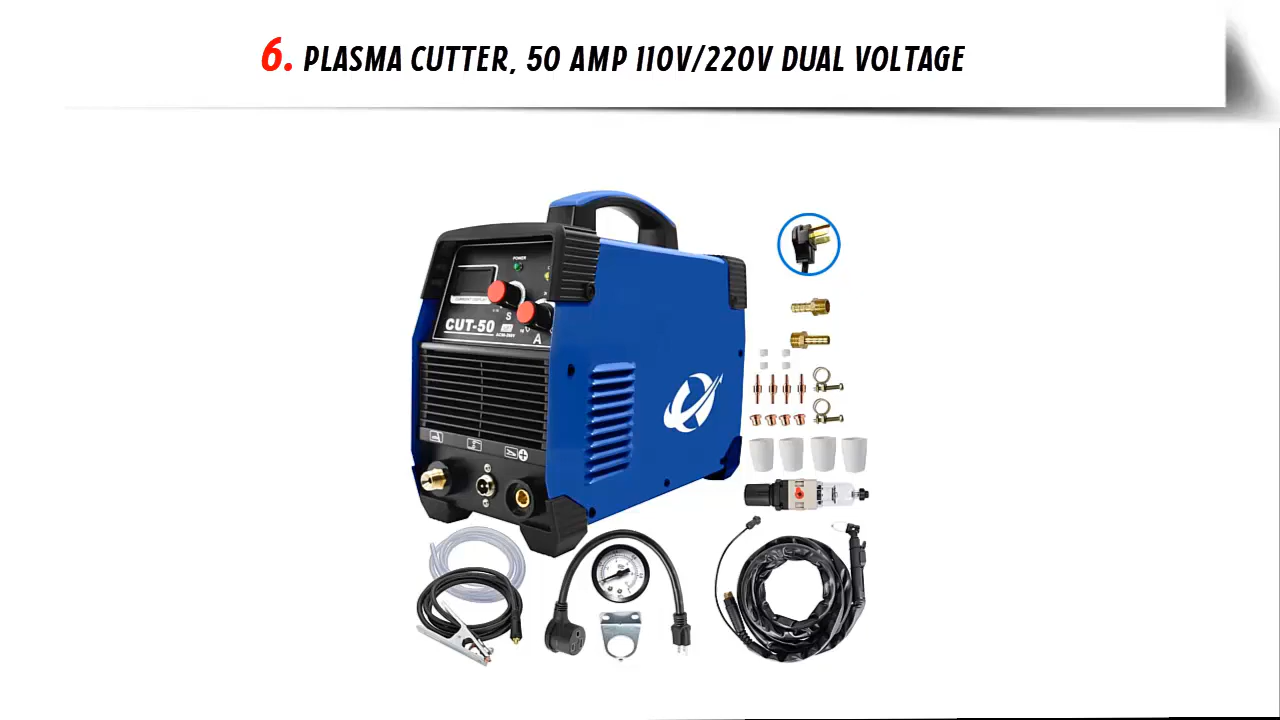 6. PLASMA CUTTER, 50 AMP 110V/220V DUAL VOLTAGE
POWER
S
CUT-50
A